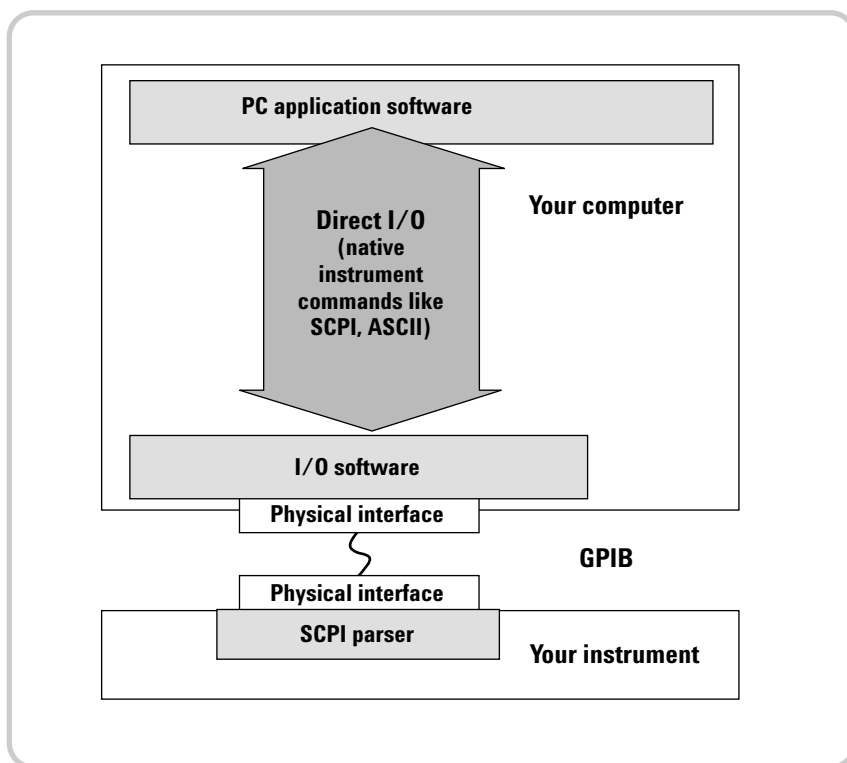 PC application software
Your computer
Direct I/O
(native
instrument
commands like
SCPI, ASCII)
I/O software
Physical interface
GPIB
Physical interface
SCPI parser
Your instrument